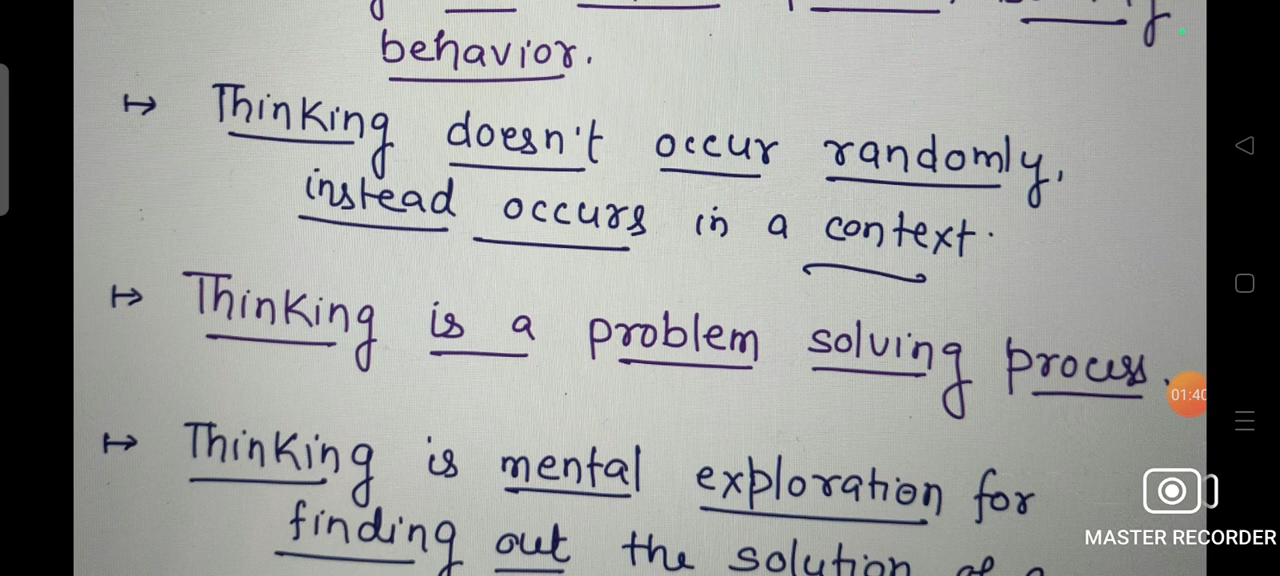 behavior.
↦ Thinking doesn't occur randomly,
instead occurs in a context.
↦ Thinking is a problem solving process.
↦ Thinking is mental exploration for
finding out the solution of a
01:40
MASTER RECORDER